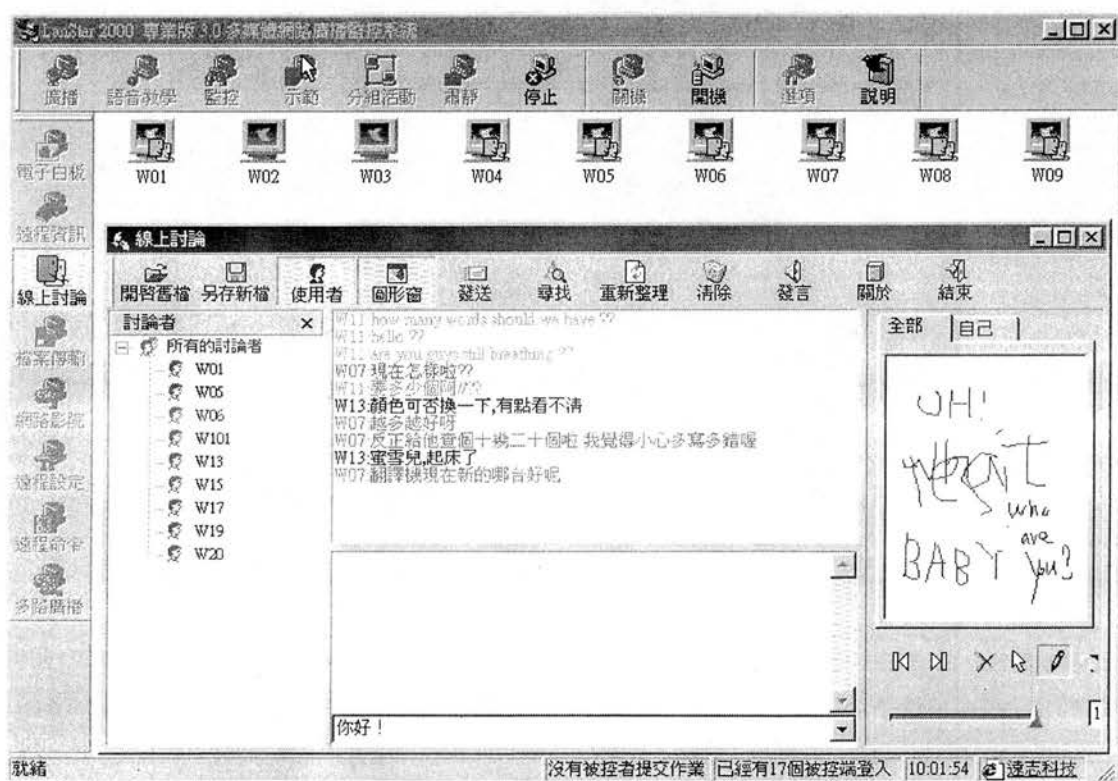 LanStar 2000 專業版 3.0 多媒體網路廣播監控系統
廣播 語音教學 監控 示範 分組活動 肅靜 停止 關機 開機 選項 說明
電子白板
遠程資訊
線上討論
檔案傳輸
網路影院
遠程設定
遠程命令
多路廣播
W01 W02 W03 W04 W05 W06 W07 W08 W09
線上討論
開啓舊檔 另存新檔 使用者 圖形窗 發送 尋找 重新整理 清除 發言 關於 結束
討論者
所有的討論者
W01
W05
W06
W101
W13
W15
W17
W19
W20
W11 how many words should we have ??
W11 hello ??
W11 are you guys still breathing ??
W07 現在怎樣啦??
W11 要多少個阿//??
W13:顏色可否換一下,有點看不清
W07 越多越好呀
W07 反正給他查個十幾二十個啦 我覺得小心多寫多錯喔
W13:蜜雪兒,起床了
W07 翻譯機現在新的哪台好呢
你好！
全部 自己
OH!
BABY
who
are
you?
1
就緒 沒有被控者提交作業 已經有17個被控端登入 10:01:54 遠志科技